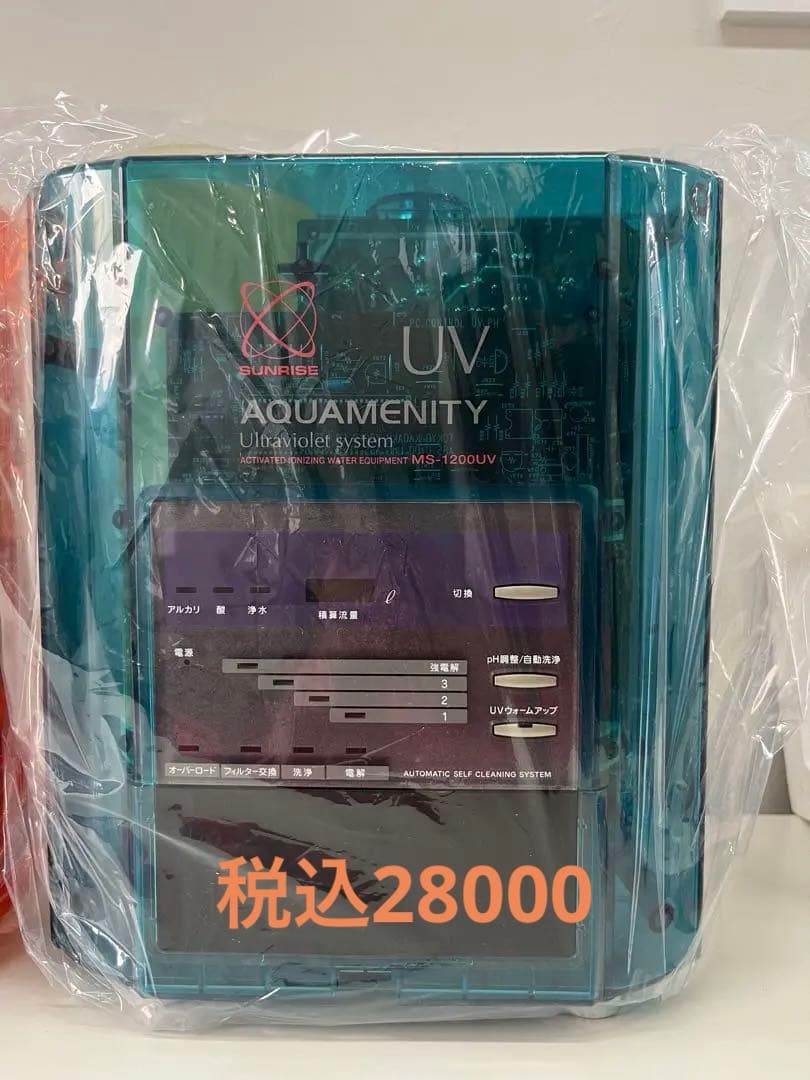 SUNRISE
UV
AQUAMENITY
Ultraviolet system
ACTIVATED-IONIZING WATER EQUIPMENT MS-1200UV
アルカリ 酸 浄水 積算流量 ℓ 切換
電源
強電解
3
2
1
pH調整/自動洗浄
UVウォームアップ
オーバーロード フィルター交換 洗浄 電解
AUTOMATIC SELF CLEANING SYSTEM
税込28000